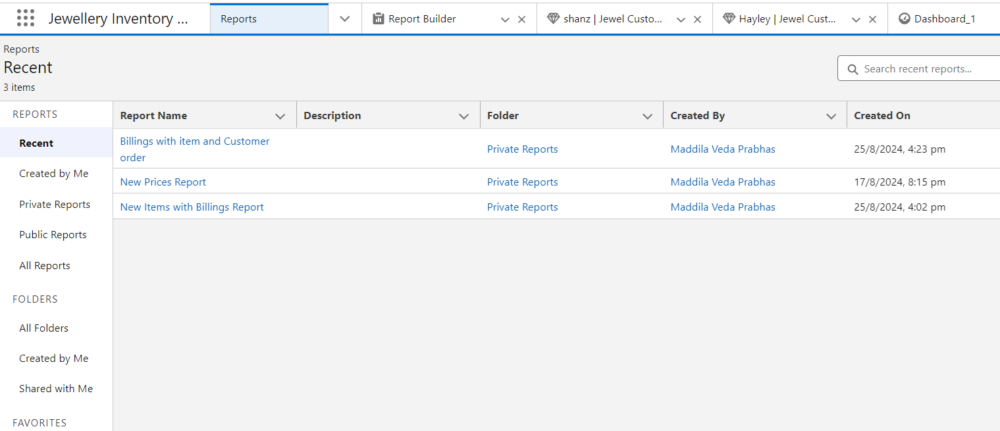 Jewellery Inventory ... Reports Report Builder shanz | Jewel Custo... Hayley | Jewel Cust... Dashboard_1
Reports
Recent
3 items
Search recent reports...
REPORTS
Recent
Created by Me
Private Reports
Public Reports
All Reports
FOLDERS
All Folders
Created by Me
Shared with Me
FAVORITES
Report Name Description Folder Created By Created On
Billings with item and Customer
order
Private Reports Maddila Veda Prabhas 25/8/2024, 4:23 pm
New Prices Report Private Reports Maddila Veda Prabhas 17/8/2024, 8:15 pm
New Items with Billings Report Private Reports Maddila Veda Prabhas 25/8/2024, 4:02 pm